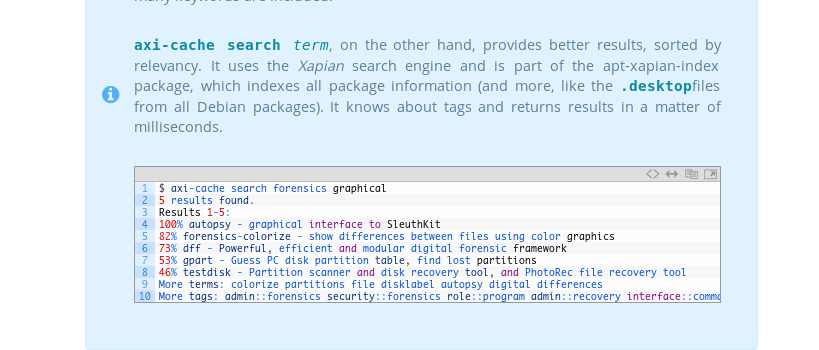 many keywords are included.
axi-cache search term, on the other hand, provides better results, sorted by
relevancy. It uses the Xapian search engine and is part of the apt-xapian-index
package, which indexes all package information (and more, like the .desktopfiles
from all Debian packages). It knows about tags and returns results in a matter of
milliseconds.
1 $ axi-cache search forensics graphical
2 5 results found.
3 Results 1-5:
4 100% autopsy - graphical interface to SleuthKit
5 82% forensics-colorize - show differences between files using color graphics
6 73% dff - Powerful, efficient and modular digital forensic framework
7 53% gpart - Guess PC disk partition table, find lost partitions
8 46% testdisk - Partition scanner and disk recovery tool, and PhotoRec file recovery tool
9 More terms: colorize partitions file disklabel autopsy digital differences
10 More tags: admin::forensics security::forensics role::program admin::recovery interface::comm